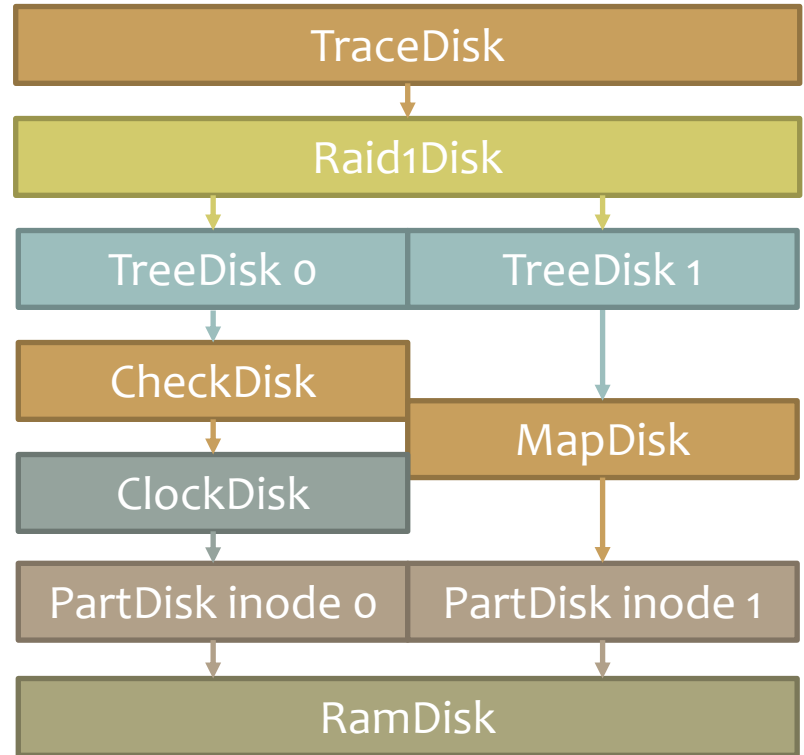 TraceDisk
Raid1Disk
TreeDisk 0
TreeDisk 1
CheckDisk
MapDisk
ClockDisk
PartDisk inode 0
PartDisk inode 1
RamDisk